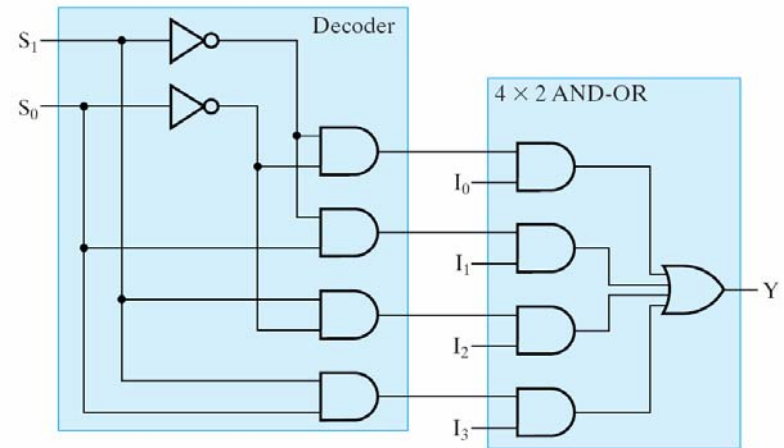 Decoder
S₁
S₀
4 × 2 AND-OR
I₀
I₁
Y
I₂
I₃